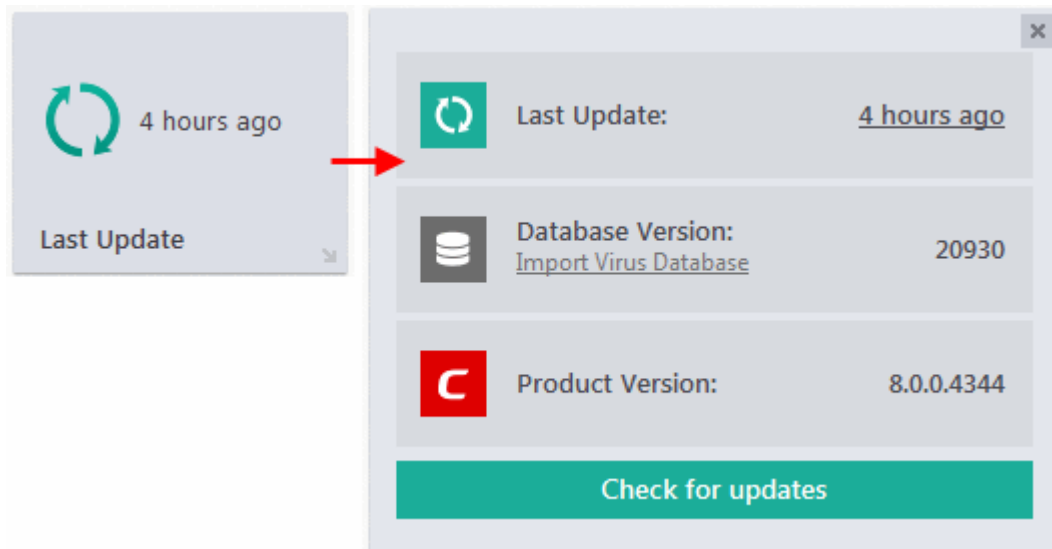 4 hours ago
Last Update
Last Update:
4 hours ago
Database Version:
Import Virus Database
20930
Product Version:
8.0.0.4344
Check for updates